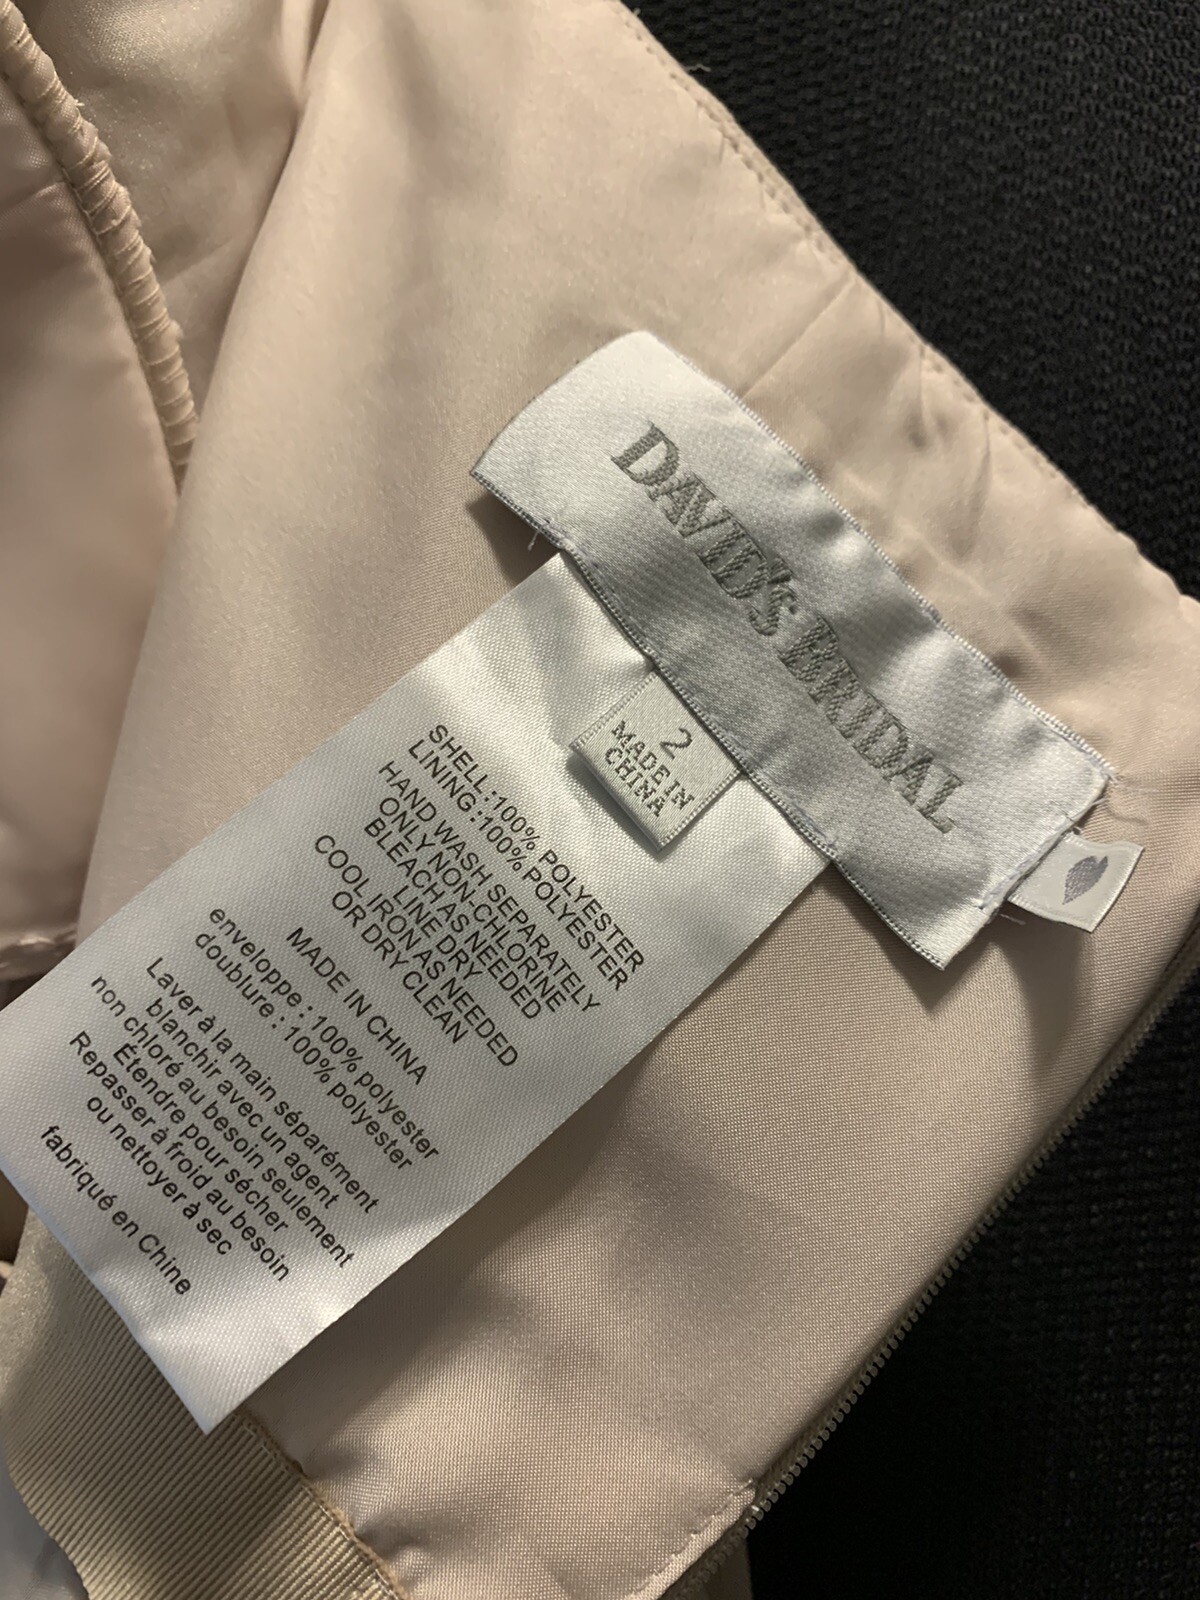 DAVID'S BRIDAL
2
MADE IN
CHINA
SHELL:100% POLYESTER
LINING:100% POLYESTER
HAND WASH SEPARATELY
ONLY NON-CHLORINE
BLEACH AS NEEDED
LINE DRY
COOL IRON AS NEEDED
OR DRY CLEAN
MADE IN CHINA
enveloppe : 100% polyester
doublure : 100% polyester
Laver à la main séparément
blanchir avec un agent
non chloré au besoin seulement
Étendre pour sécher
Repasser à froid au besoin
ou nettoyer à sec
fabriqué en Chine